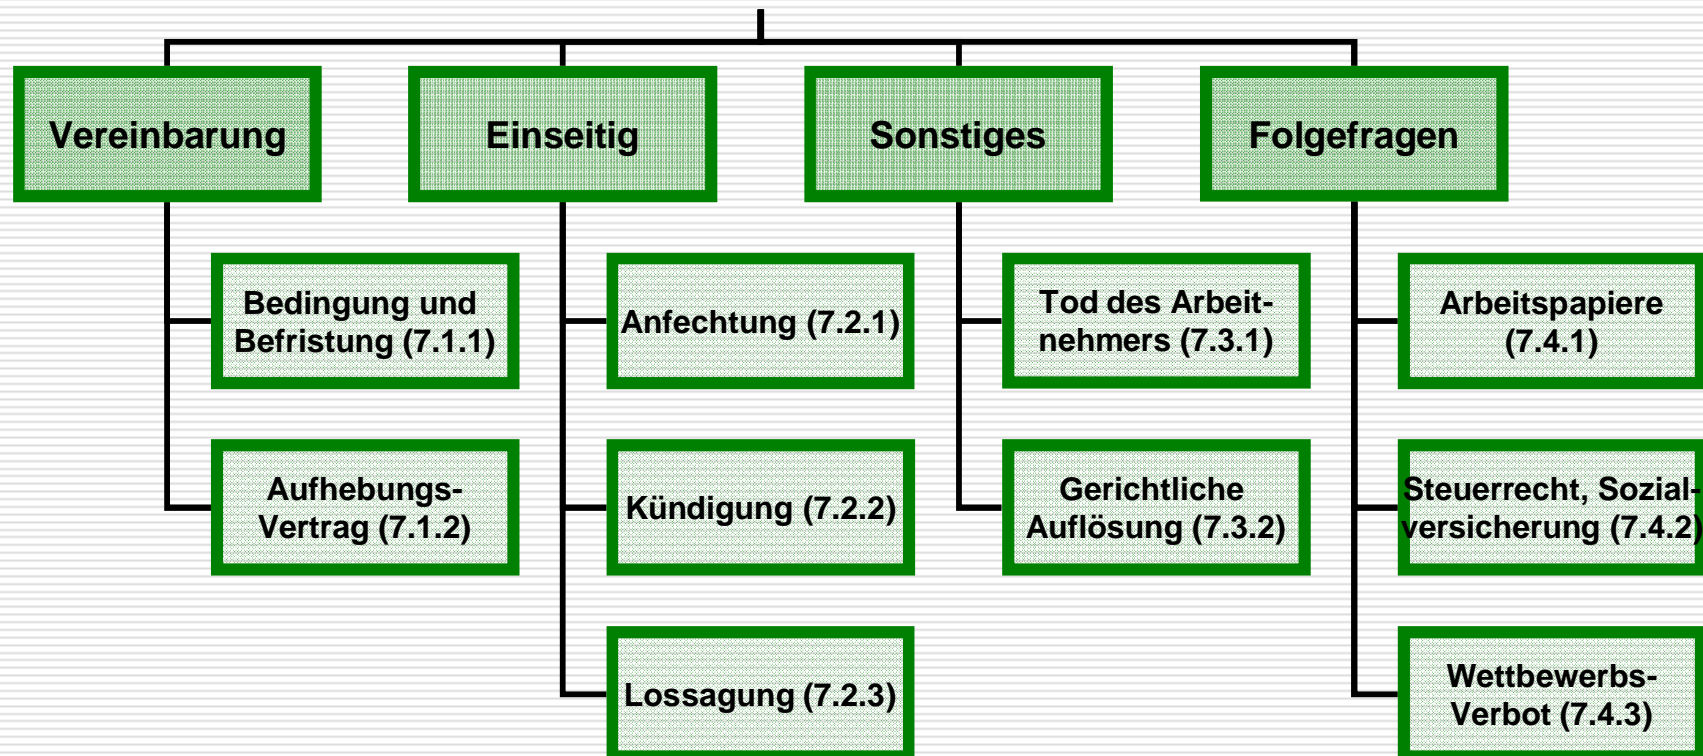 Vereinbarung
Einseitig
Sonstiges
Folgefragen
Bedingung und
Befristung (7.1.1)
Anfechtung (7.2.1)
Tod des Arbeit-
nehmers (7.3.1)
Arbeitspapiere
(7.4.1)
Aufhebungs-
Vertrag (7.1.2)
Kündigung (7.2.2)
Gerichtliche
Auflösung (7.3.2)
Steuerrecht, Sozial-
versicherung (7.4.2)
Lossagung (7.2.3)
Wettbewerbs-
Verbot (7.4.3)